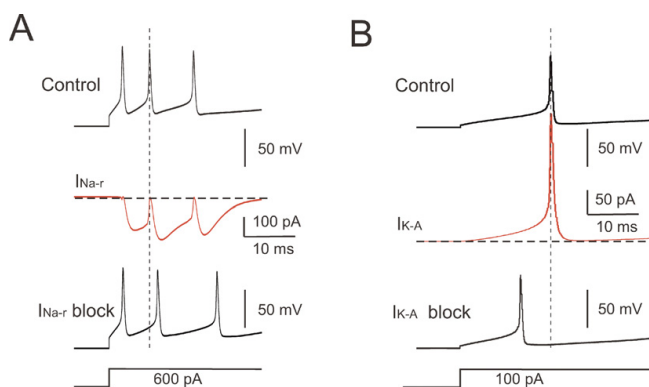 A
Control
50 mV
INa-r
100 pA
10 ms
INa-r block
50 mV
600 pA
B
Control
50 mV
50 pA
10 ms
IK-A
IK-A block
50 mV
100 pA